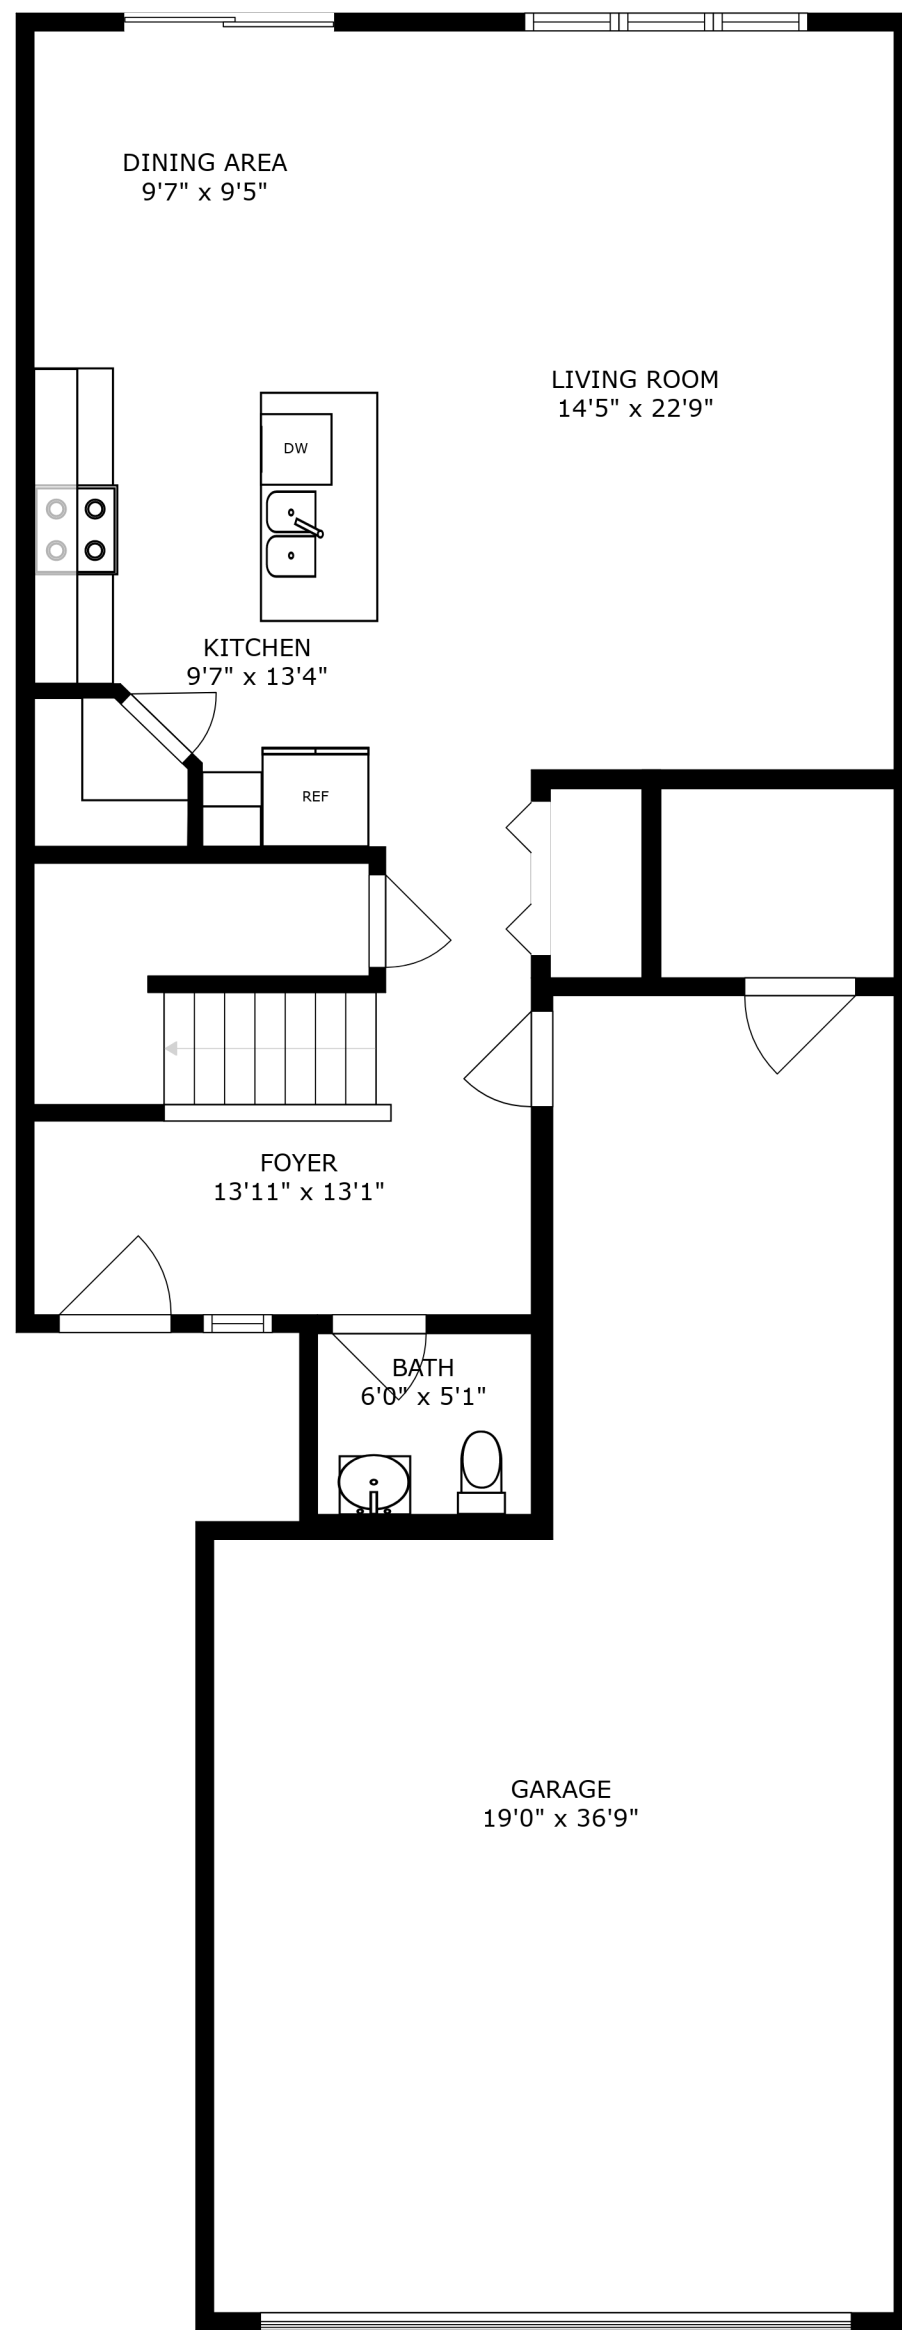 DINING AREA
9'7" x 9'5"
LIVING ROOM
14'5" x 22'9"
DW
KITCHEN
9'7" x 13'4"
REF
FOYER
13'11" x 13'1"
BATH
6'0" x 5'1"
GARAGE
19'0" x 36'9"